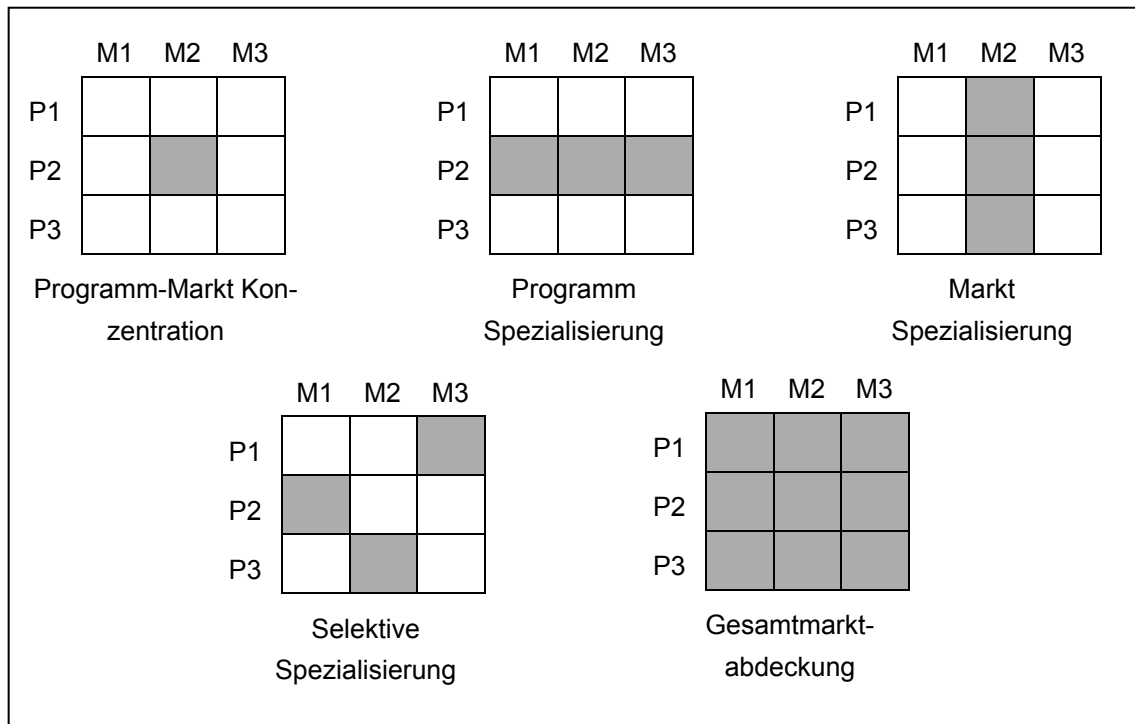 M1 M2 M3
P1
P2
P3
Programm-Markt Kon-
zentration
M1 M2 M3
P1
P2
P3
Programm
Spezialisierung
M1 M2 M3
P1
P2
P3
Markt
Spezialisierung
M1 M2 M3
P1
P2
P3
Selektive
Spezialisierung
M1 M2 M3
P1
P2
P3
Gesamtmarkt-
abdeckung